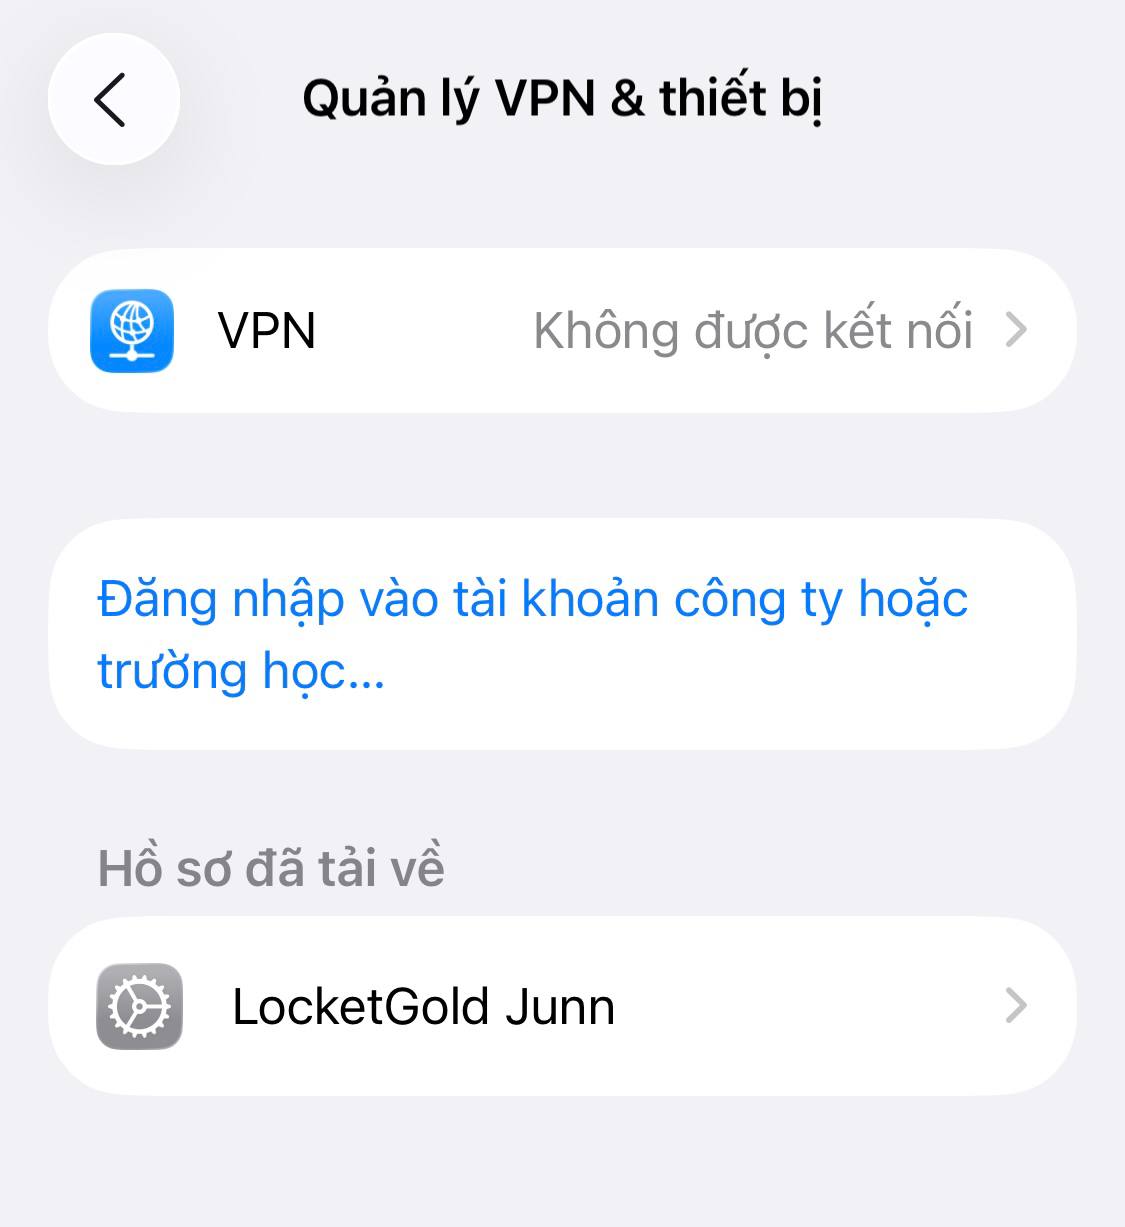 Quản lý VPN & thiết bị
VPN
Không được kết nối
Đăng nhập vào tài khoản công ty hoặc
trường học...
Hồ sơ đã tải về
LocketGold Junn